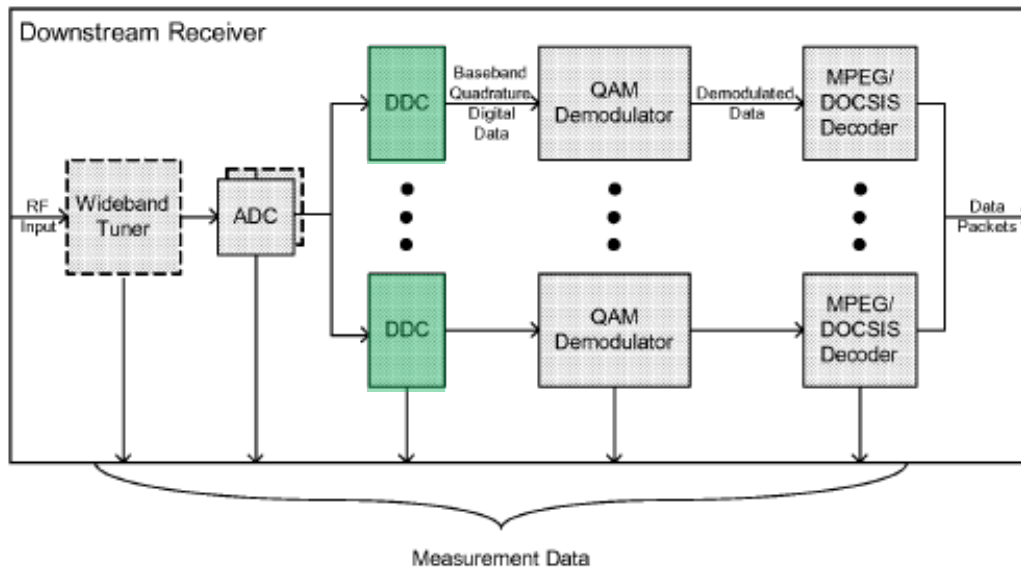 Downstream Receiver
RF
Input
Wideband
Tuner
ADC
DDC
Baseband
Quadrature
Digital
Data
QAM
Demodulator
Demodulated
Data
MPEG/
DOCSIS
Decoder
Data
Packets
DDC
QAM
Demodulator
MPEG/
DOCSIS
Decoder
Measurement Data